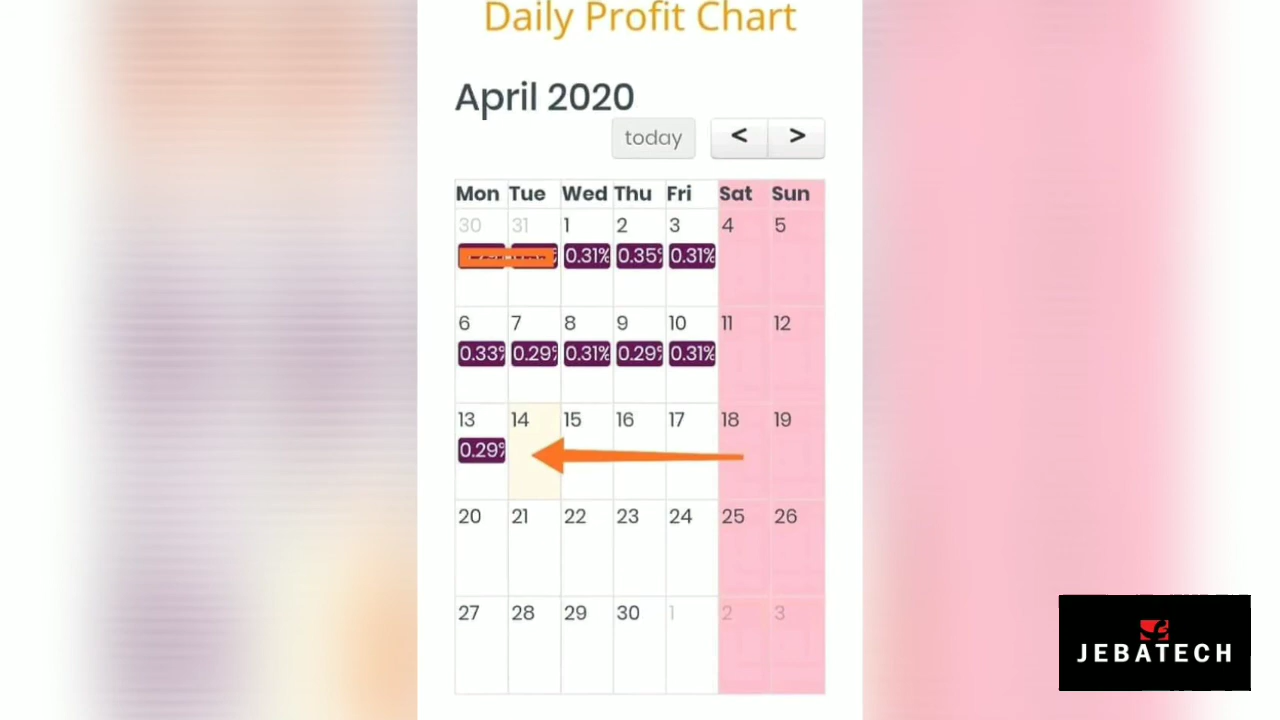 Daily Profit Chart
April 2020
today < >
Mon Tue Wed Thu Fri Sat Sun
30 31 1 2 3 4 5
0.31% 0.35% 0.31%
6 7 8 9 10 11 12
0.33% 0.29% 0.31% 0.29% 0.31%
13 14 15 16 17 18 19
0.29%
20 21 22 23 24 25 26
27 28 29 30 1 2 3
JEBATECH